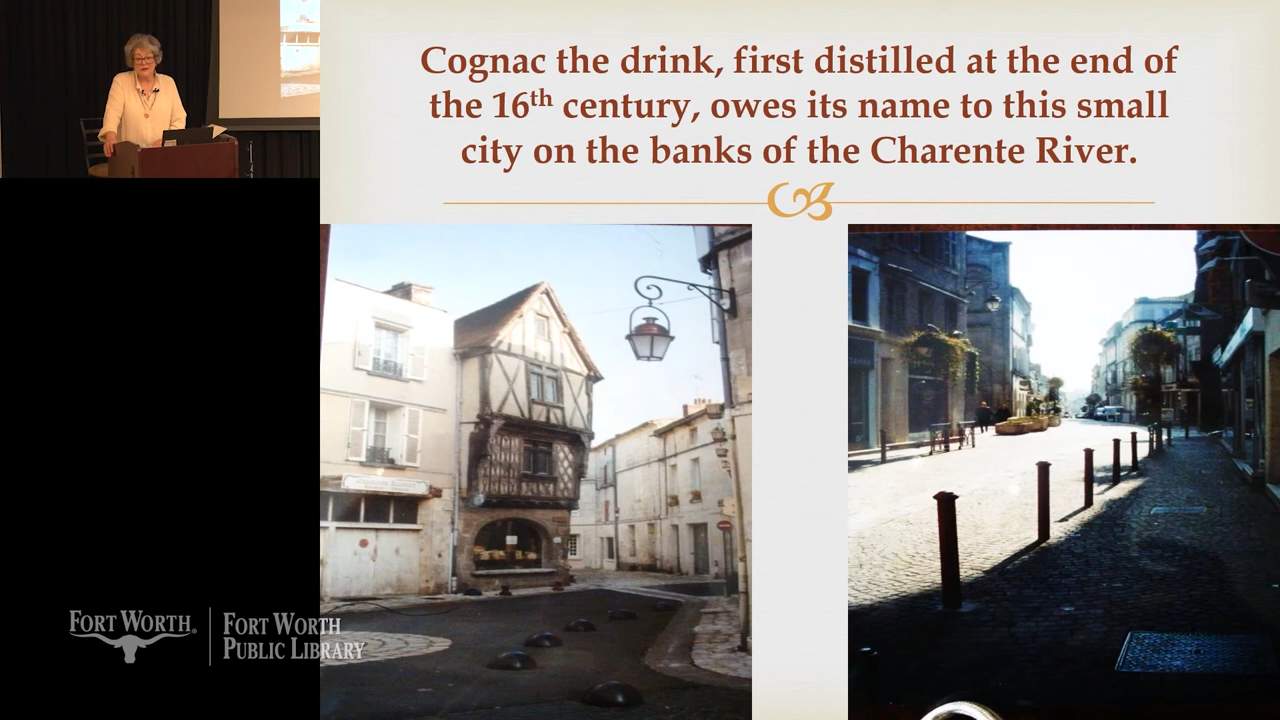 Cognac the drink, first distilled at the end of
the 16th century, owes its name to this small
city on the banks of the Charente River.
FORT WORTH®
FORT WORTH
PUBLIC LIBRARY